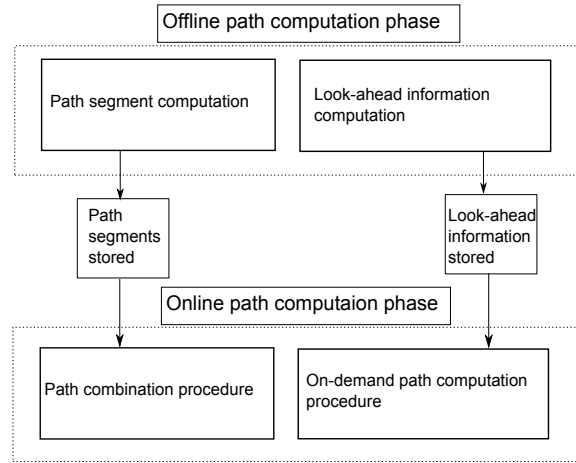 Offline path computation phase
Path segment computation
Look-ahead information
computation
Path
segments
stored
Look-ahead
information
stored
Online path computaion phase
Path combination procedure
On-demand path computation
procedure